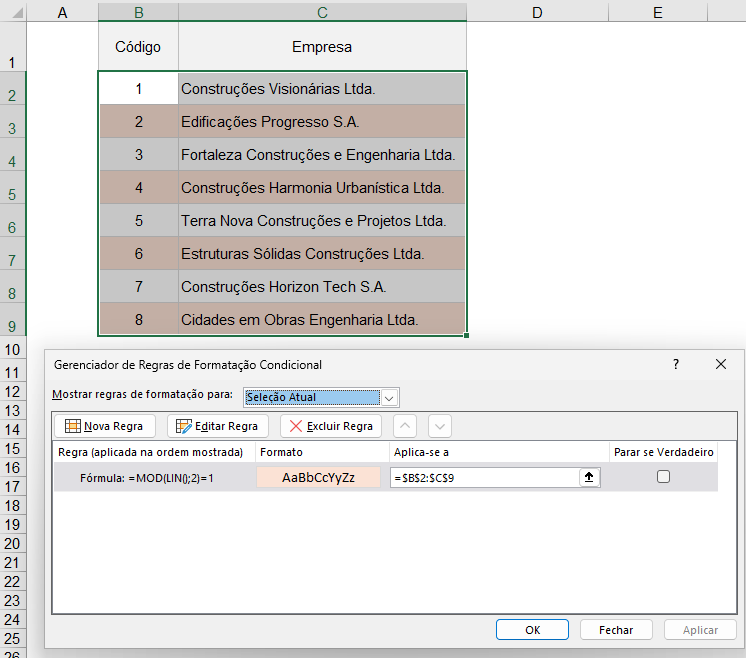 A B C D E
1 Código Empresa
2 1 Construções Visionárias Ltda.
3 2 Edificações Progresso S.A.
4 3 Fortaleza Construções e Engenharia Ltda.
5 4 Construções Harmonia Urbanística Ltda.
6 5 Terra Nova Construções e Projetos Ltda.
7 6 Estruturas Sólidas Construções Ltda.
8 7 Construções Horizon Tech S.A.
9 8 Cidades em Obras Engenharia Ltda.
10
11
12
13
14
15
16
17
18
19
20
21
22
23
24
25
26
Gerenciador de Regras de Formatação Condicional ?
Mostrar regras de formatação para: Seleção Atual
Nova Regra Editar Regra Excluir Regra
Regra (aplicada na ordem mostrada) Formato Aplica-se a Parar se Verdadeiro
Fórmula: =MOD(LIN();2)=1 AaBbCcYyZz =$B$2:$C$9
OK Fechar Aplicar